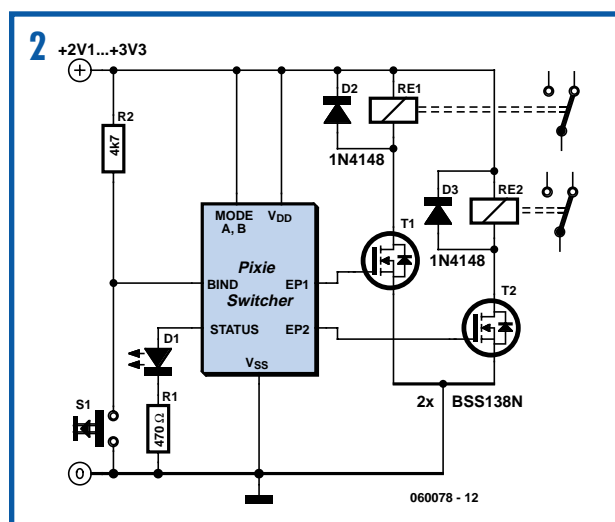 2
+2V1...+3V3
D2
RE1
R2
4k7
1N4148
D3
RE2
MODE
A, B
VDD
T1
1N4148
Pixie
Switcher
BIND
EP1
T2
STATUS
EP2
D1
VSS
S1
R1
470 Ω
2x BSS138N
0
060078 - 12